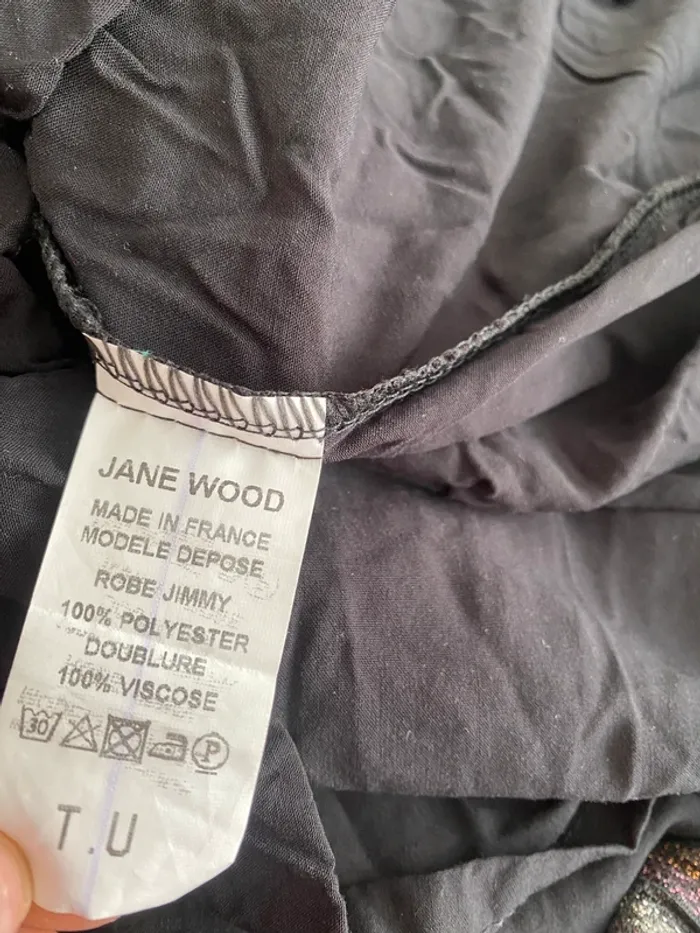 JANE WOOD
MADE IN FRANCE
MODELE DEPOSE
ROBE JIMMY
100% POLYESTER
DOUBLURE
100% VISCOSE
30 P
T.U